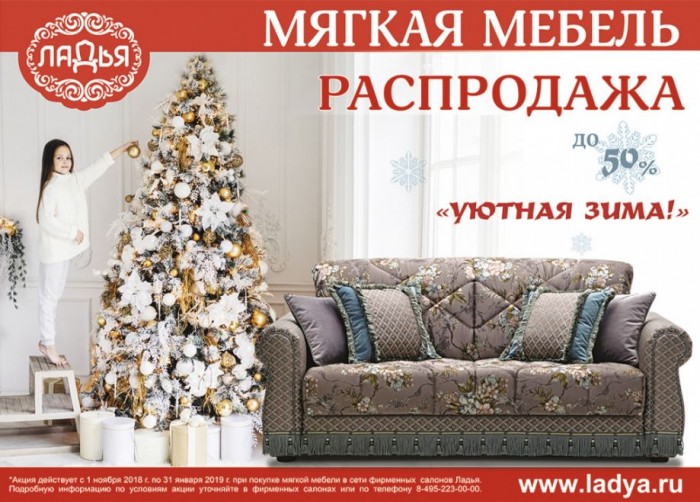 ЛАДЬЯ
МЯГКАЯ МЕБЕЛЬ
РАСПРОДАЖА
ДО 50%
«УЮТНАЯ ЗИМА!»
*Акция действует с 1 ноября 2018 г. по 31 января 2019 г. при покупке мягкой мебели в сети фирменных салонов Ладья.
Подробную информацию по условиям акции уточняйте в фирменных салонах или по телефону 8-495-223-00-00.
www.ladya.ru